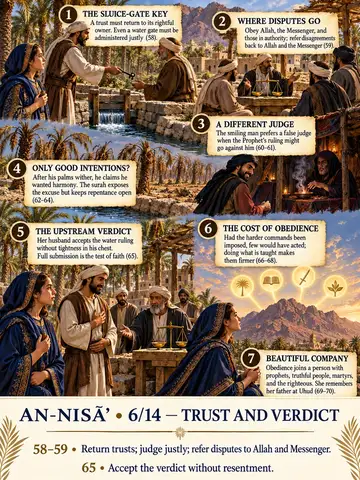 1
THE SLUICE-GATE KEY
A trust must return to its rightful
owner. Even a water gate must be
administered justly (58).
2
WHERE DISPUTES GO
Obey Allah, the Messenger, and
those in authority; refer disagreements
back to Allah and the Messenger (59).
3
A DIFFERENT JUDGE
The smiling man prefers a false judge
when the Prophet's ruling might
go against him (60–61).
4
ONLY GOOD INTENTIONS?
After his palms wither, he claims he
wanted harmony. The surah exposes
the excuse but keeps repentance open
(62–64).
5
THE UPSTREAM VERDICT
Her husband accepts the water ruling
without tightness in his chest.
Full submission is the test of faith (65).
6
THE COST OF OBEDIENCE
Had the harder commands been
imposed, few would have acted;
doing what is taught makes
them firmer (66–68).
7
BEAUTIFUL COMPANY
Obedience joins a person with
prophets, truthful people, martyrs,
and the righteous. She remembers
her father at Uhud (69–70).
AN-NISĀ' • 6/14 — TRUST AND VERDICT
58–59 • Return trusts; judge justly; refer disputes to Allah and Messenger.
65 • Accept the verdict without resentment.